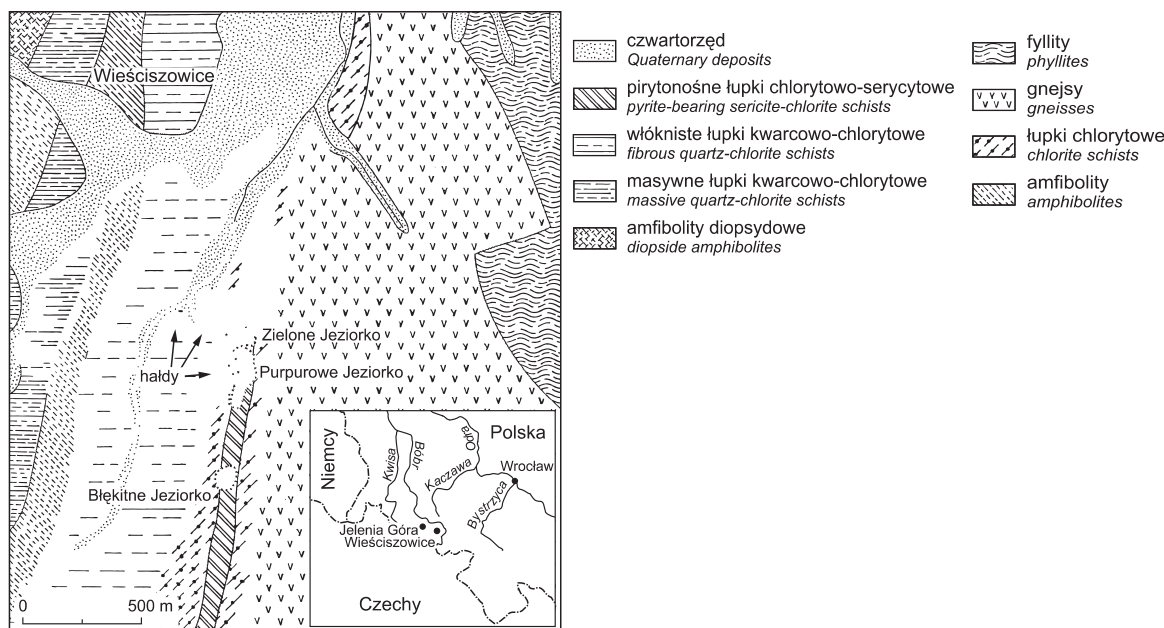 Wieściszowice
Zielone Jeziorko
hałdy
Purpurowe Jeziorko
Błękitne Jeziorko
0 500 m
Niemcy
Polska
Czechy
Kwisa
Bóbr
Odra
Kaczawa
Bystrzyca
Wrocław
Jelenia Góra
Wieściszowice
czwartorzęd
Quaternary deposits
pirytonośne łupki chlorytowo-serycytowe
pyrite-bearing sericite-chlorite schists
włókniste łupki kwarcowo-chlorytowe
fibrous quartz-chlorite schists
masywne łupki kwarcowo-chlorytowe
massive quartz-chlorite schists
amfibolity diopsydowe
diopside amphibolites
fyllity
phyllites
gnejsy
gneisses
łupki chlorytowe
chlorite schists
amfibolity
amphibolites